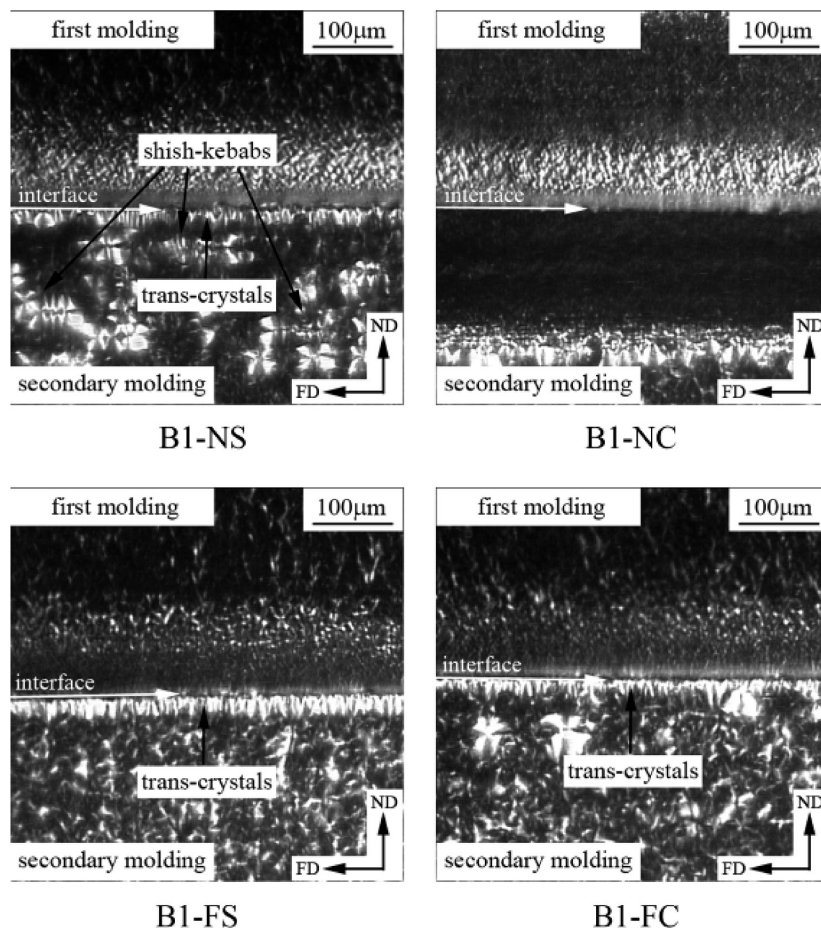 first molding
100μm
shish-kebabs
interface
trans-crystals
ND
secondary molding
FD
B1-NS
first molding
100μm
interface
ND
secondary molding
FD
B1-NC
first molding
100μm
interface
trans-crystals
ND
secondary molding
FD
B1-FS
first molding
100μm
interface
trans-crystals
ND
secondary molding
FD
B1-FC